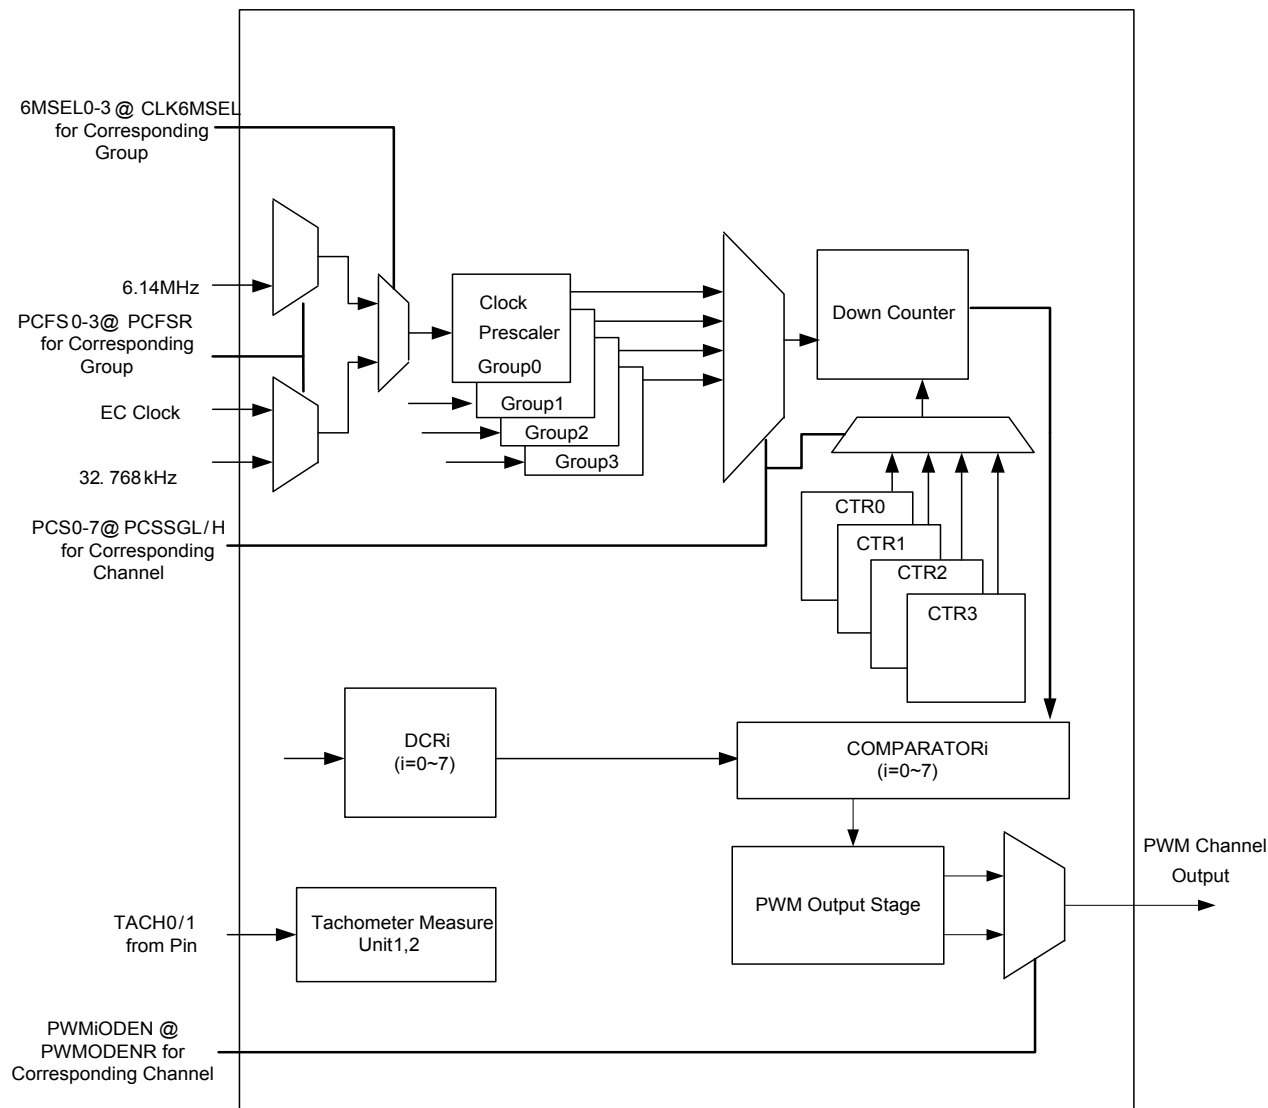 6MSEL0-3 @ CLK6MSEL
for Corresponding
Group
6.14MHz
PCFS0-3@ PCFSR
for Corresponding
Group
EC Clock
32.768kHz
PCS0-7@ PCSSGL/H
for Corresponding
Channel
Clock
Prescaler
Group0
Group1
Group2
Group3
Down Counter
CTR0
CTR1
CTR2
CTR3
DCRi
(i=0~7)
COMPARATORi
(i=0~7)
PWM Output Stage
PWM Channel
Output
TACH0/1
from Pin
Tachometer Measure
Unit1,2
PWMiODEN @
PWMODENR for
Corresponding Channel